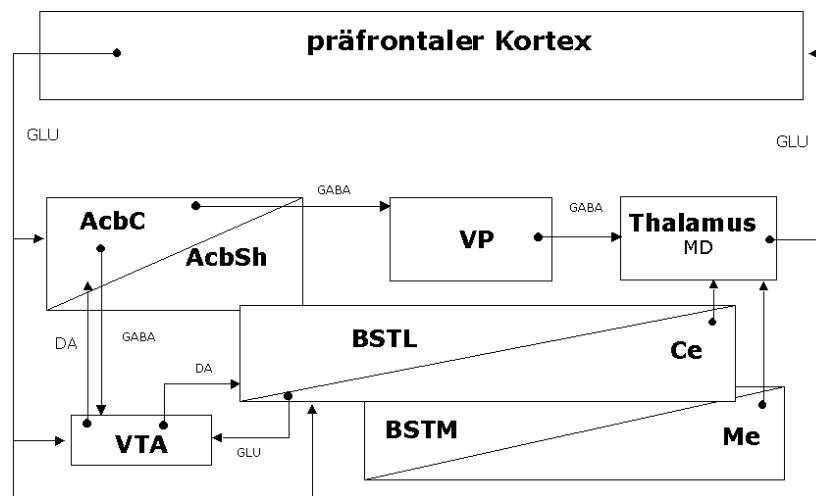 präfrontaler Kortex
GLU
GLU
GABA
GABA
AcbC
AcbSh
VP
Thalamus
MD
DA
GABA
BSTL
Ce
DA
BSTM
Me
VTA
GLU